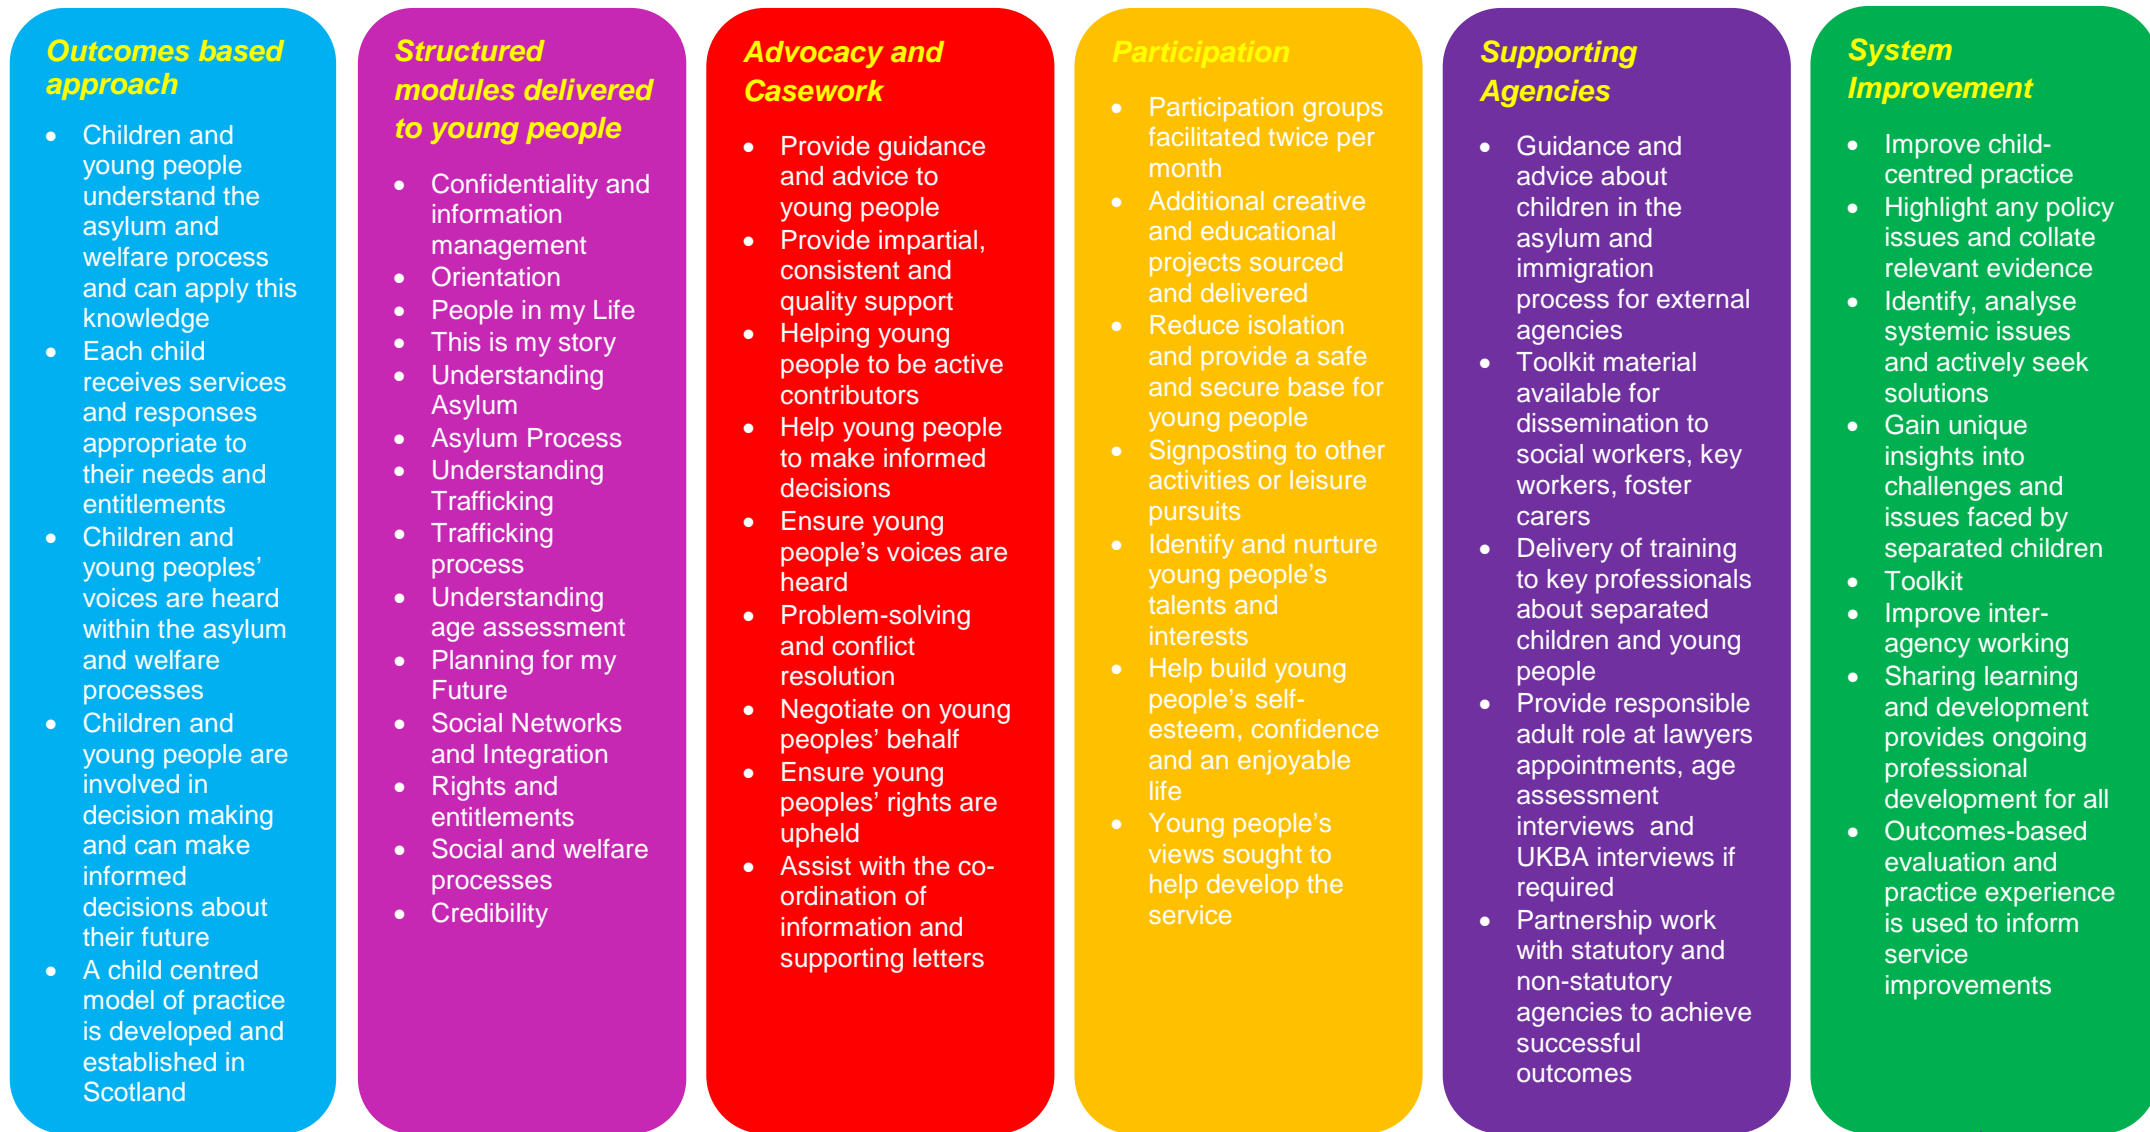 Outcomes based
approach
• Children and
young people
understand the
asylum and
welfare process
and can apply this
knowledge
• Each child
receives services
and responses
appropriate to
their needs and
entitlements
• Children and
young peoples’
voices are heard
within the asylum
and welfare
processes
• Children and
young people are
involved in
decision making
and can make
informed
decisions about
their future
• A child centred
model of practice
is developed and
established in
Scotland
Structured
modules delivered
to young people
• Confidentiality and
information
management
• Orientation
• People in my Life
• This is my story
• Understanding
Asylum
• Asylum Process
• Understanding
Trafficking
• Trafficking
process
• Understanding
age assessment
• Planning for my
Future
• Social Networks
and Integration
• Rights and
entitlements
• Social and welfare
processes
• Credibility
Advocacy and
Casework
• Provide guidance
and advice to
young people
• Provide impartial,
consistent and
quality support
• Helping young
people to be active
contributors
• Help young people
to make informed
decisions
• Ensure young
people’s voices are
heard
• Problem-solving
and conflict
resolution
• Negotiate on young
peoples’ behalf
• Ensure young
peoples’ rights are
upheld
• Assist with the co-
ordination of
information and
supporting letters
Participation
• Participation groups
facilitated twice per
month
• Additional creative
and educational
projects sourced
and delivered
• Reduce isolation
and provide a safe
and secure base for
young people
• Signposting to other
activities or leisure
pursuits
• Identify and nurture
young people’s
talents and
interests
• Help build young
people’s self-
esteem, confidence
and an enjoyable
life
• Young people’s
views sought to
help develop the
service
Supporting
Agencies
• Guidance and
advice about
children in the
asylum and
immigration
process for external
agencies
• Toolkit material
available for
dissemination to
social workers, key
workers, foster
carers
• Delivery of training
to key professionals
about separated
children and young
people
• Provide responsible
adult role at lawyers
appointments, age
assessment
interviews  and
UKBA interviews if
required
• Partnership work
with statutory and
non-statutory
agencies to achieve
successful
outcomes
System
Improvement
• Improve child-
centred practice
• Highlight any policy
issues and collate
relevant evidence
• Identify, analyse
systemic issues
and actively seek
solutions
• Gain unique
insights into
challenges and
issues faced by
separated children
• Toolkit
• Improve inter-
agency working
• Sharing learning
and development
provides ongoing
professional
development for all
• Outcomes-based
evaluation and
practice experience
is used to inform
service
improvements